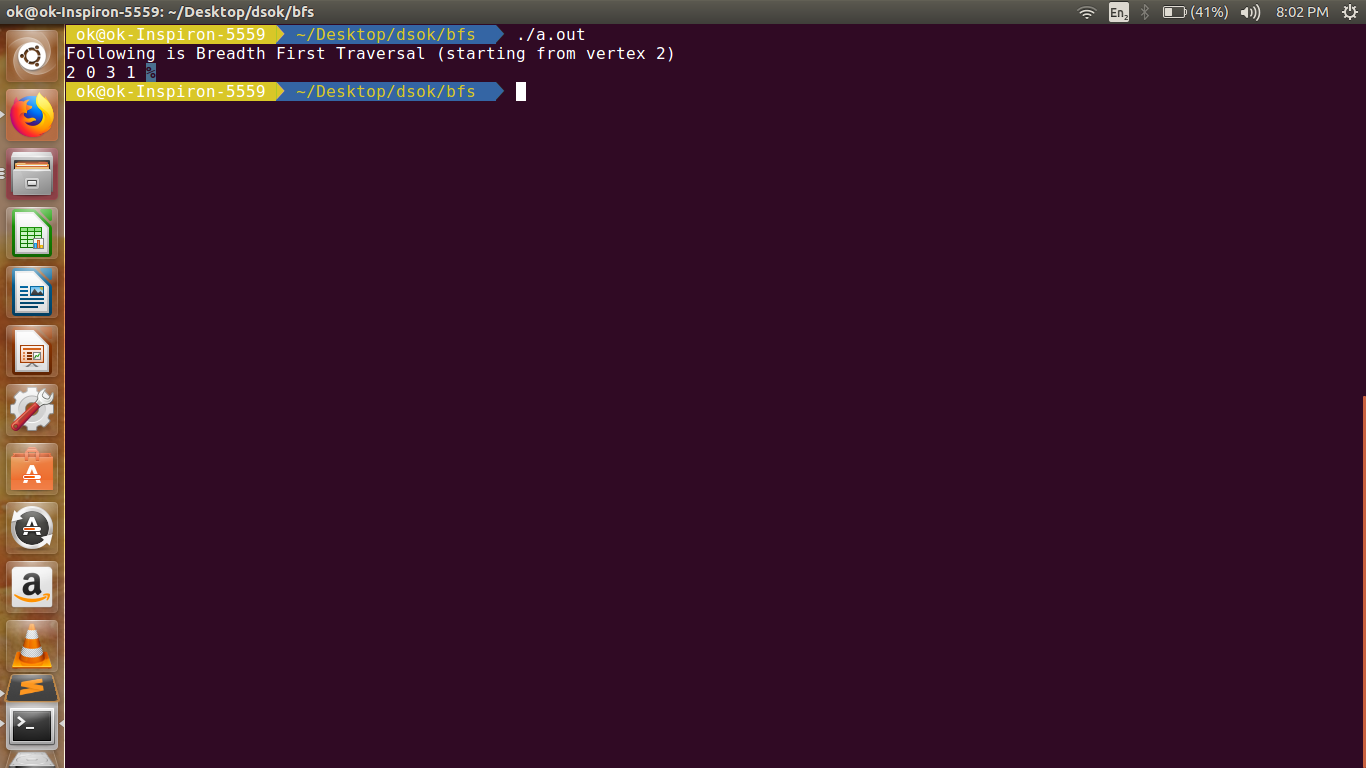 ok@ok-Inspiron-5559: ~/Desktop/dsok/bfs
En2 (41%) 8:02 PM
ok@ok-Inspiron-5559 ~/Desktop/dsok/bfs ./a.out
Following is Breadth First Traversal (starting from vertex 2)
2 0 3 1 %
ok@ok-Inspiron-5559 ~/Desktop/dsok/bfs